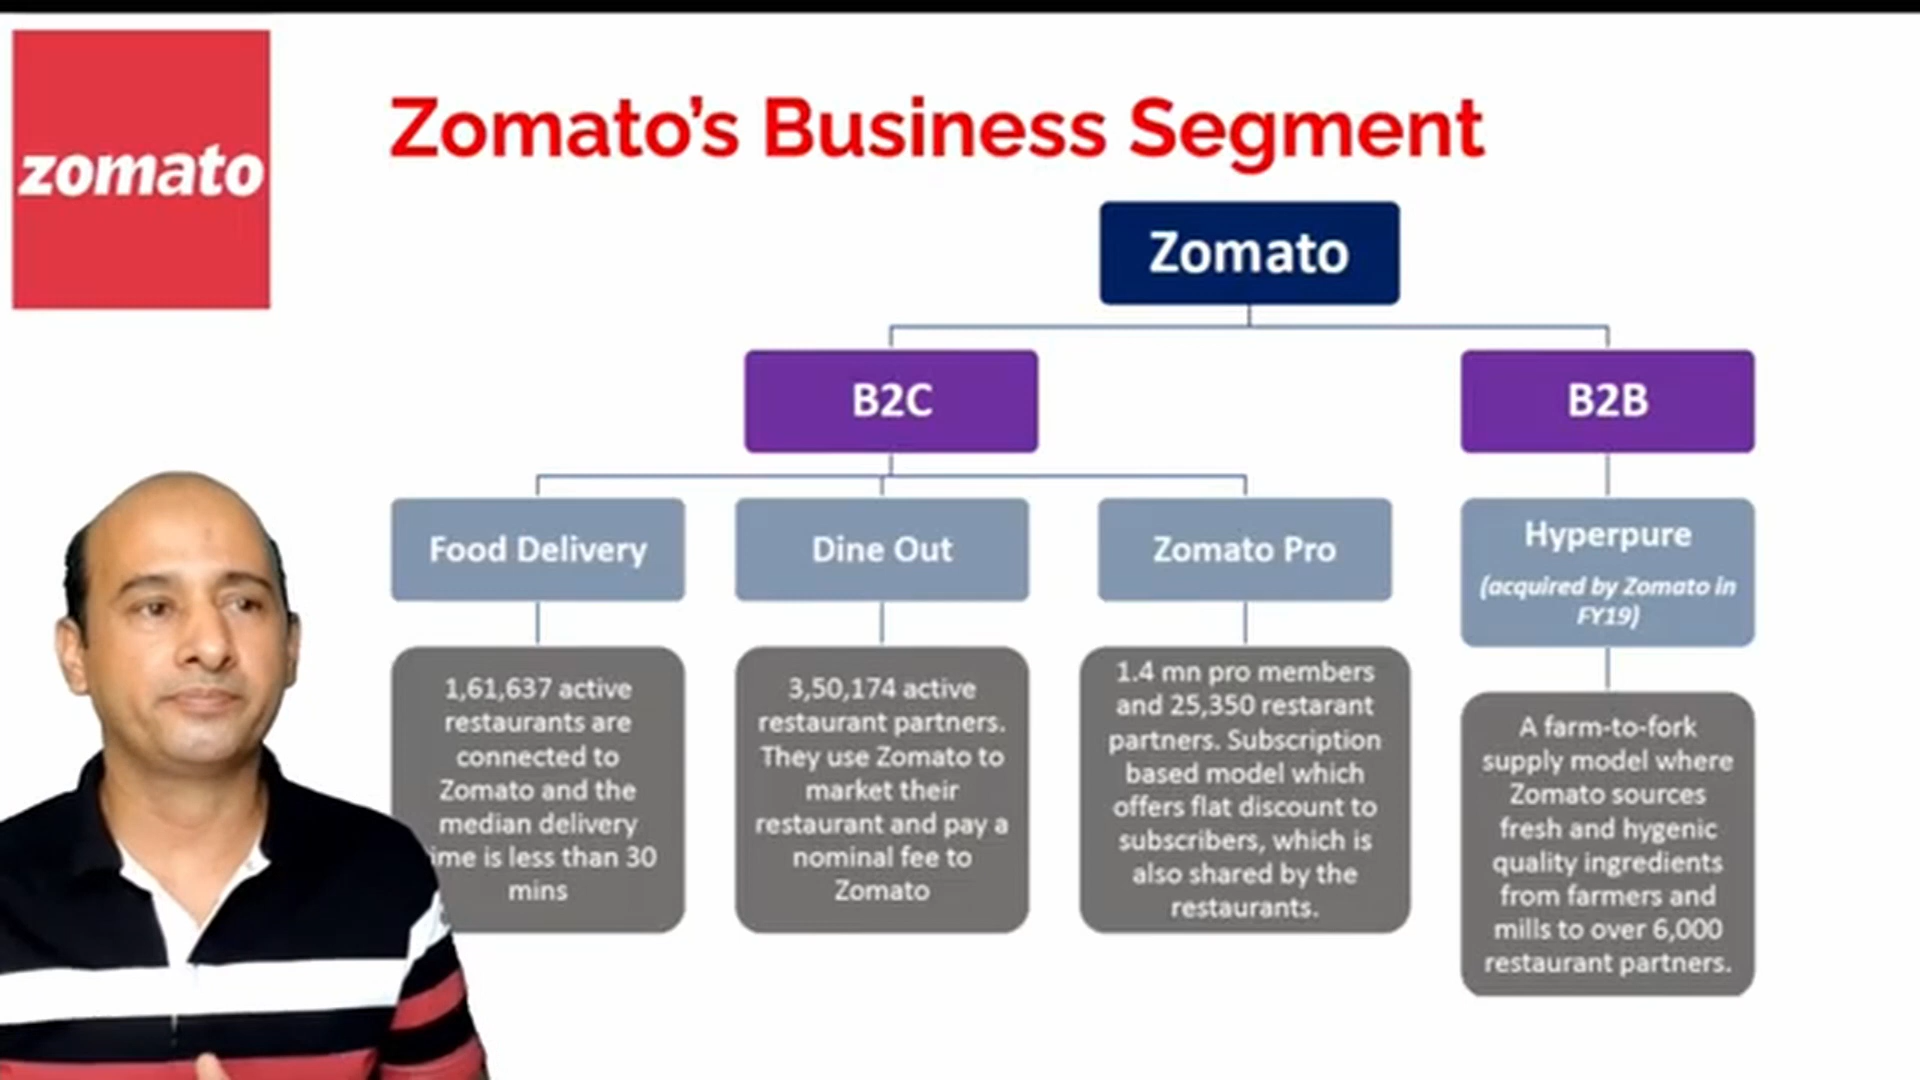 zomato
Zomato's Business Segment
Zomato
B2C
B2B
Food Delivery
Dine Out
Zomato Pro
Hyperpure
(acquired by Zomato in
FY19)
1,61,637 active
restaurants are
connected to
Zomato and the
median delivery
ime is less than 30
mins
3,50,174 active
restaurant partners.
They use Zomato to
market their
restaurant and pay a
nominal fee to
Zomato
1.4 mn pro members
and 25,350 restarant
partners. Subscription
based model which
offers flat discount to
subscribers, which is
also shared by the
restaurants.
A farm-to-fork
supply model where
Zomato sources
fresh and hygenic
quality ingredients
from farmers and
mills to over 6,000
restaurant partners.